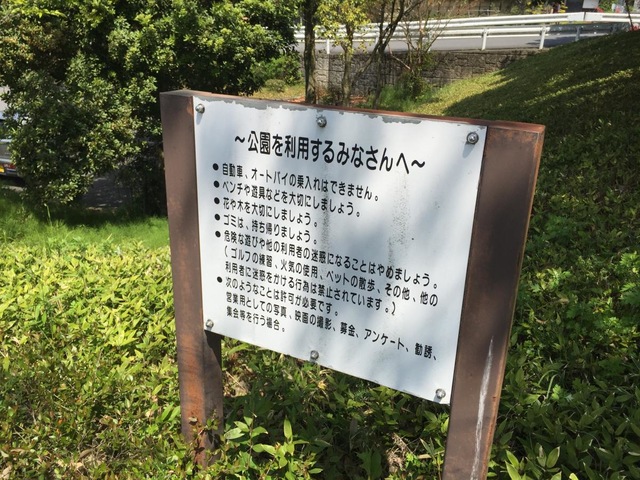 ～公園を利用するみなさんへ～
●自動車、オートバイの乗入れはできません。
●ベンチや遊具などを大切にしましょう。
●花や木を大切にしましょう。
●ゴミは、持ち帰りましょう。
●危険な遊びや他の利用者の迷惑になることはやめましょう。
（ゴルフの練習、火気の使用、ペットの散歩、その他、他の
利用者に迷惑をかける行為は禁止されています。）
●次のようなことは許可が必要です。
営業用としての写真、映画の撮影、募金、アンケート、勧誘、
集会等を行う場合。